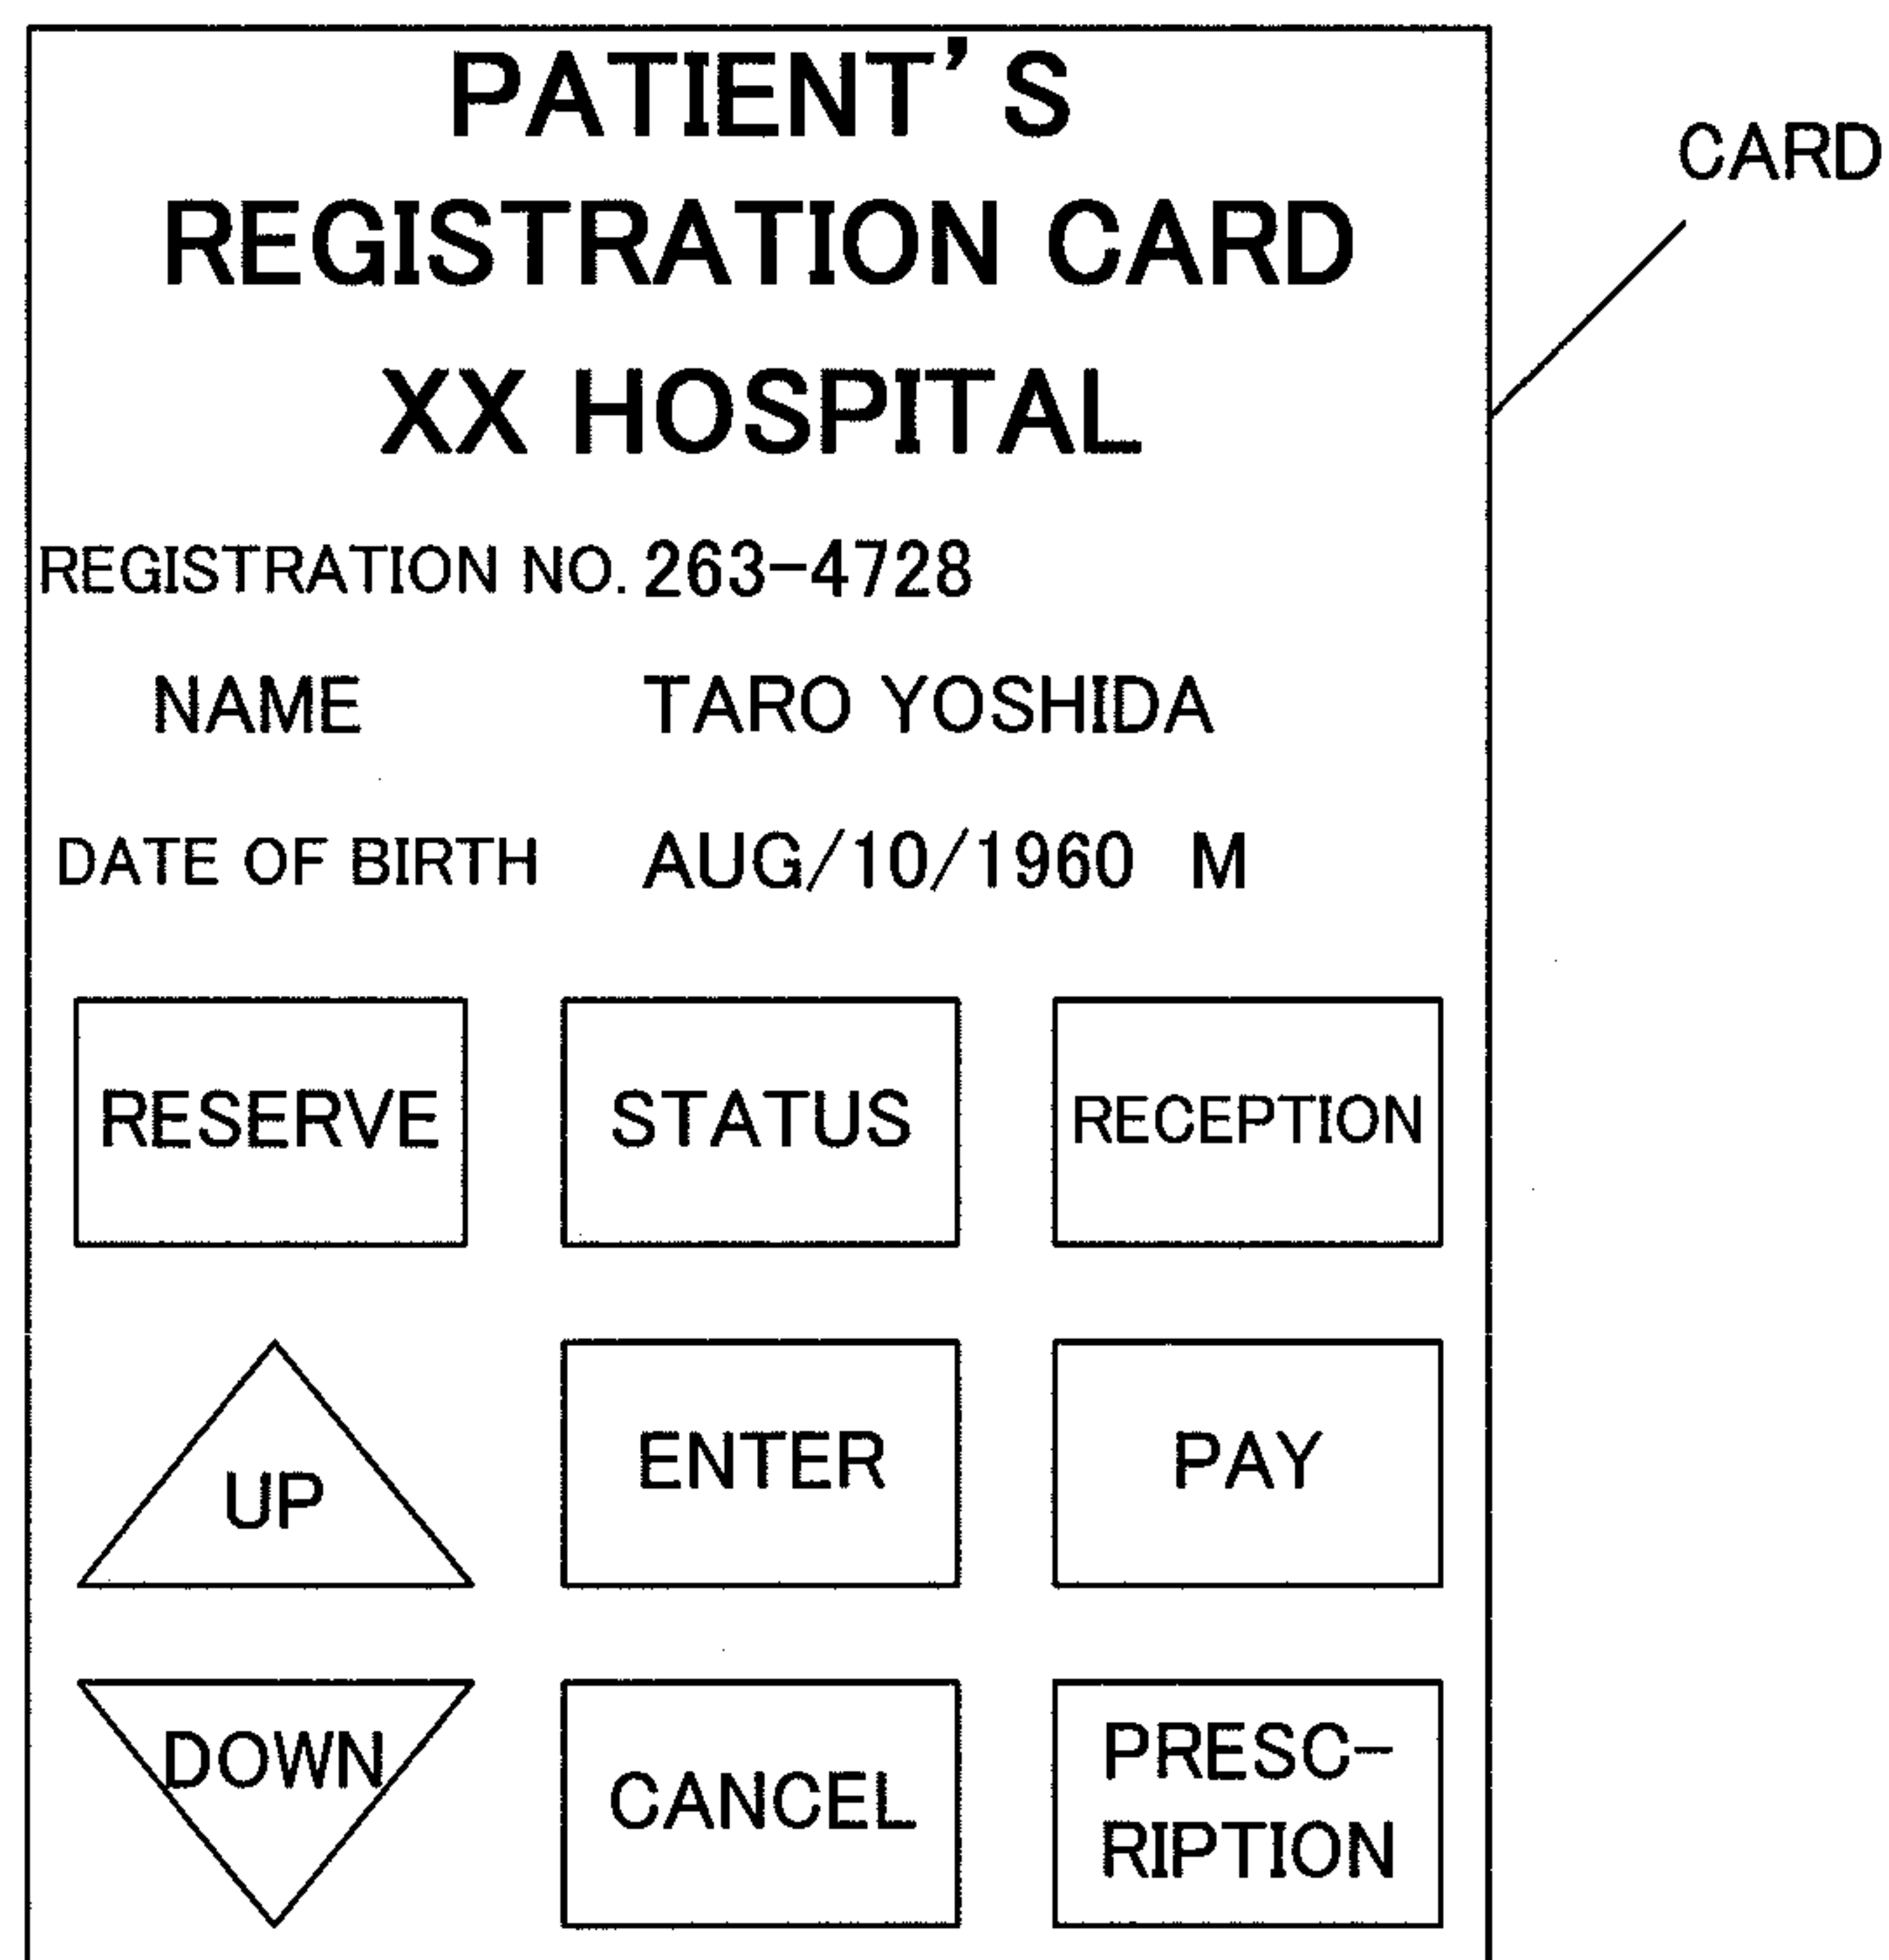 PATIENT'S
CARD
REGISTRATION CARD
XX HOSPITAL
REGISTRATION NO. 263-4728
NAME TARO YOSHIDA
DATE OF BIRTH AUG/10/1960 M
RESERVE STATUS RECEPTION
UP ENTER PAY
DOWN CANCEL PRESC-
RIPTION